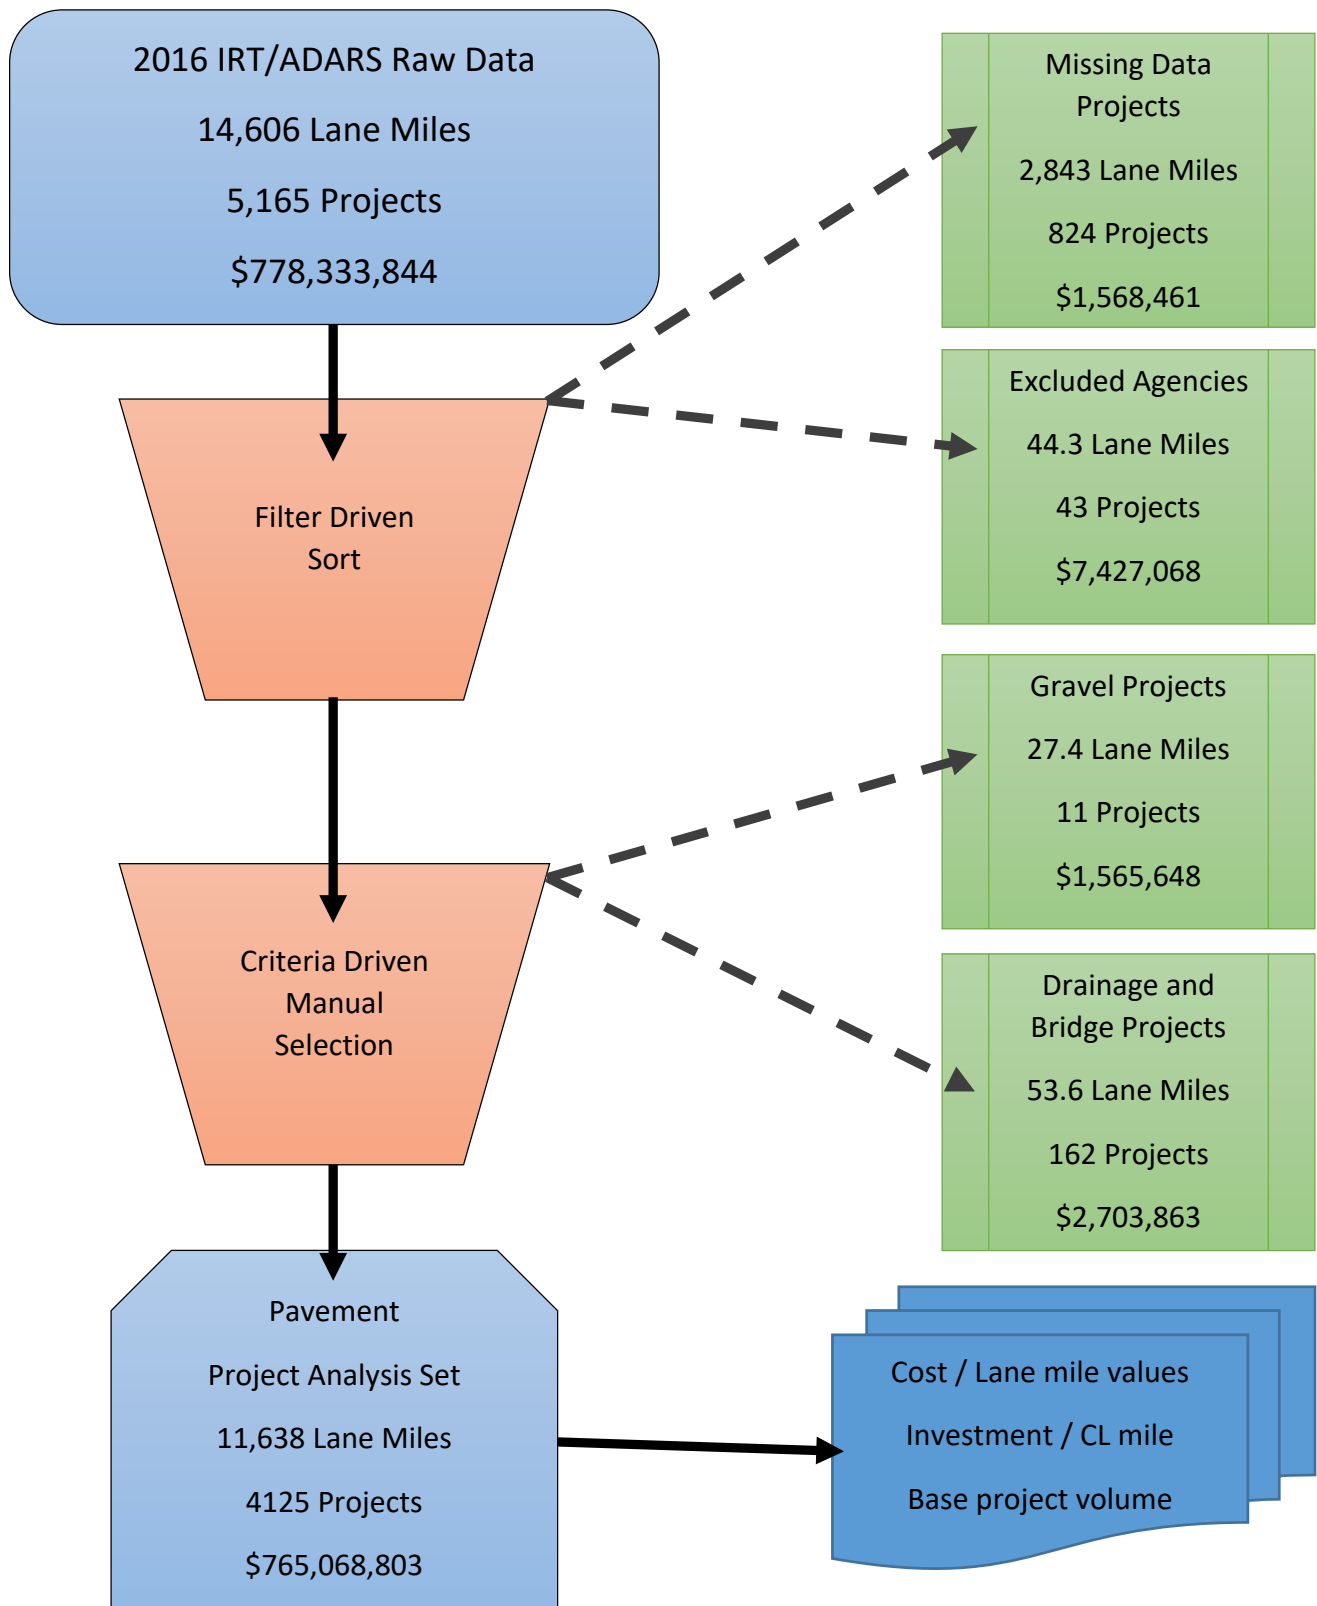 2016 IRT/ADARS Raw Data
14,606 Lane Miles
5,165 Projects
$778,333,844
Missing Data
Projects
2,843 Lane Miles
824 Projects
$1,568,461
Excluded Agencies
44.3 Lane Miles
43 Projects
$7,427,068
Filter Driven
Sort
Gravel Projects
27.4 Lane Miles
11 Projects
$1,565,648
Criteria Driven
Manual
Selection
Drainage and
Bridge Projects
53.6 Lane Miles
162 Projects
$2,703,863
Pavement
Project Analysis Set
11,638 Lane Miles
4125 Projects
$765,068,803
Cost / Lane mile values
Investment / CL mile
Base project volume